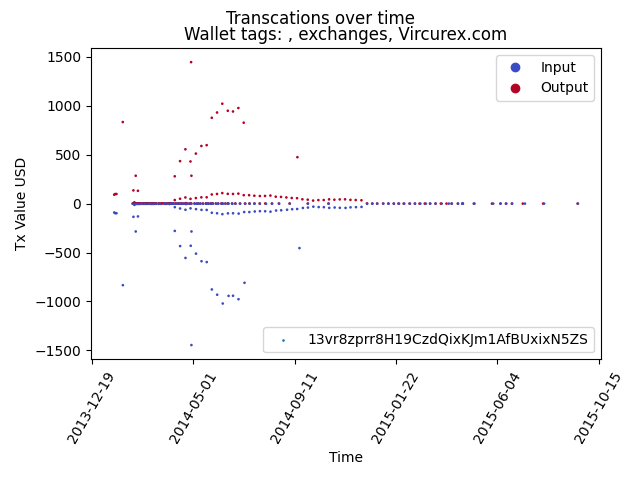 Transcations over time
Wallet tags: , exchanges, Vircurex.com
1500
1000
500
0
−500
−1000
−1500
Tx Value USD
Input
Output
13vr8zprr8H19CzdQixKJm1AfBUxixN5ZS
2013-12-19
2014-05-01
2014-09-11
2015-01-22
2015-06-04
2015-10-15
Time